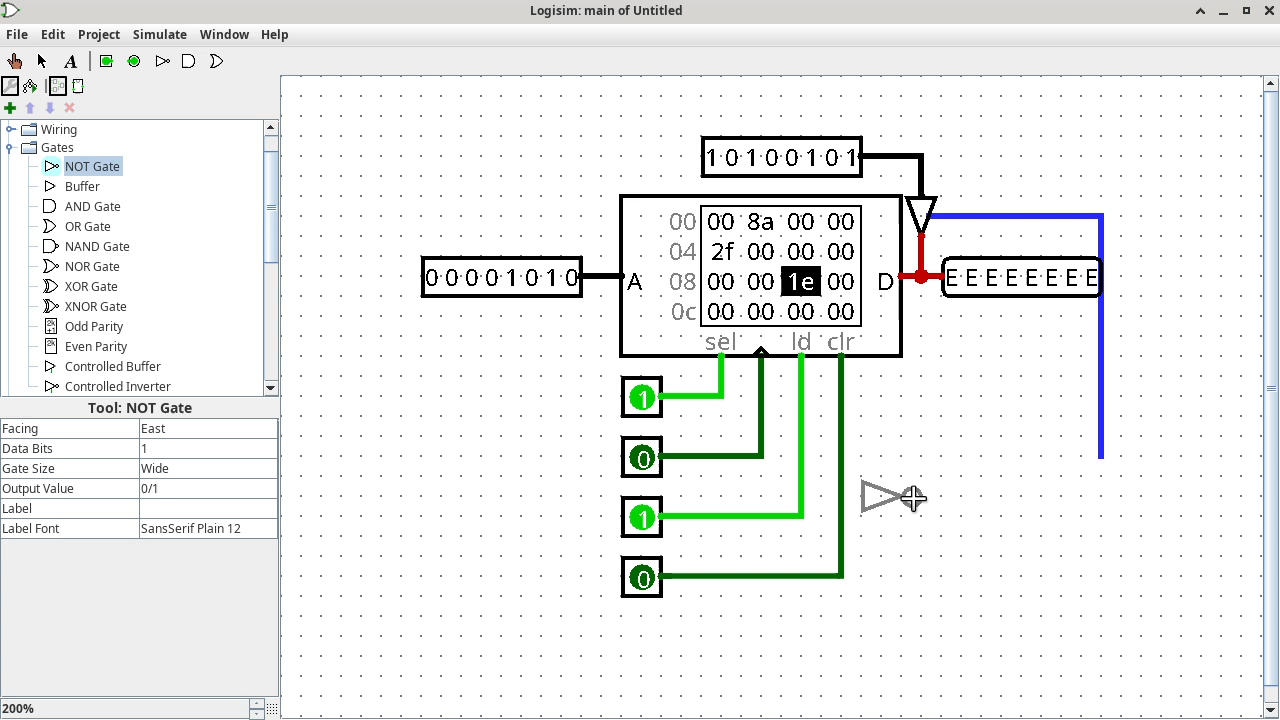 Logisim: main of Untitled
File Edit Project Simulate Window Help
A
Wiring
Gates
NOT Gate
Buffer
AND Gate
OR Gate
NAND Gate
NOR Gate
XOR Gate
XNOR Gate
Odd Parity
Even Parity
Controlled Buffer
Controlled Inverter
Tool: NOT Gate
Facing East
Data Bits 1
Gate Size Wide
Output Value 0/1
Label
Label Font SansSerif Plain 12
200%
1 0 1 0 0 1 0 1
00 00 8a 00 00
04 2f 00 00 00
0 0 0 0 1 0 1 0 A 08 00 00 1e 00 D E E E E E E E E
0c 00 00 00 00
sel ld clr
1
0
1
0